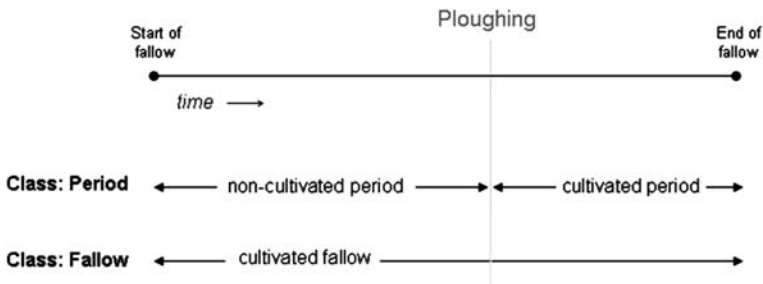 Ploughing
Start of
fallow
End of
fallow
time
Class: Period
non-cultivated period
cultivated period
Class: Fallow
cultivated fallow